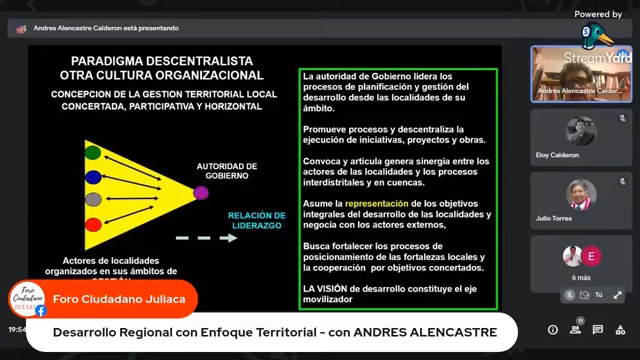 Andres Alencastre Calderon está presentando
Powered by
StreamYard
PARADIGMA DESCENTRALISTA
OTRA CULTURA ORGANIZACIONAL
CONCEPCION DE LA GESTION TERRITORIAL LOCAL
CONCERTADA, PARTICIPATIVA Y HORIZONTAL
AUTORIDAD DE
GOBIERNO
RELACIÓN DE
LIDERAZGO
Actores de localidades
organizados en sus ámbitos de
La autoridad de Gobierno lidera los
procesos de planificación y gestión del
desarrollo desde las localidades de su
ámbito.
Promueve procesos y descentraliza la
ejecución de iniciativas, proyectos y obras.
Convoca y articula genera sinergia entre los
actores de las localidades y los procesos
interdistritales y en cuencas.
Asume la representación de los objetivos
integrales del desarrollo de las localidades y
negocia con los actores externos,
Busca fortalecer los procesos de
posicionamiento de las fortalezas locales y
la cooperación por objetivos concertados.
LA VISIÓN de desarrollo constituye el eje
movilizador
Andres Alencastre Calder...
Eloy Calderon
Julio Torres
E
6 más
Tú
11
19:54
Foro Ciudadano
JULIACA
Foro Ciudadano Juliaca
Desarrollo Regional con Enfoque Territorial - con ANDRES ALENCASTRE